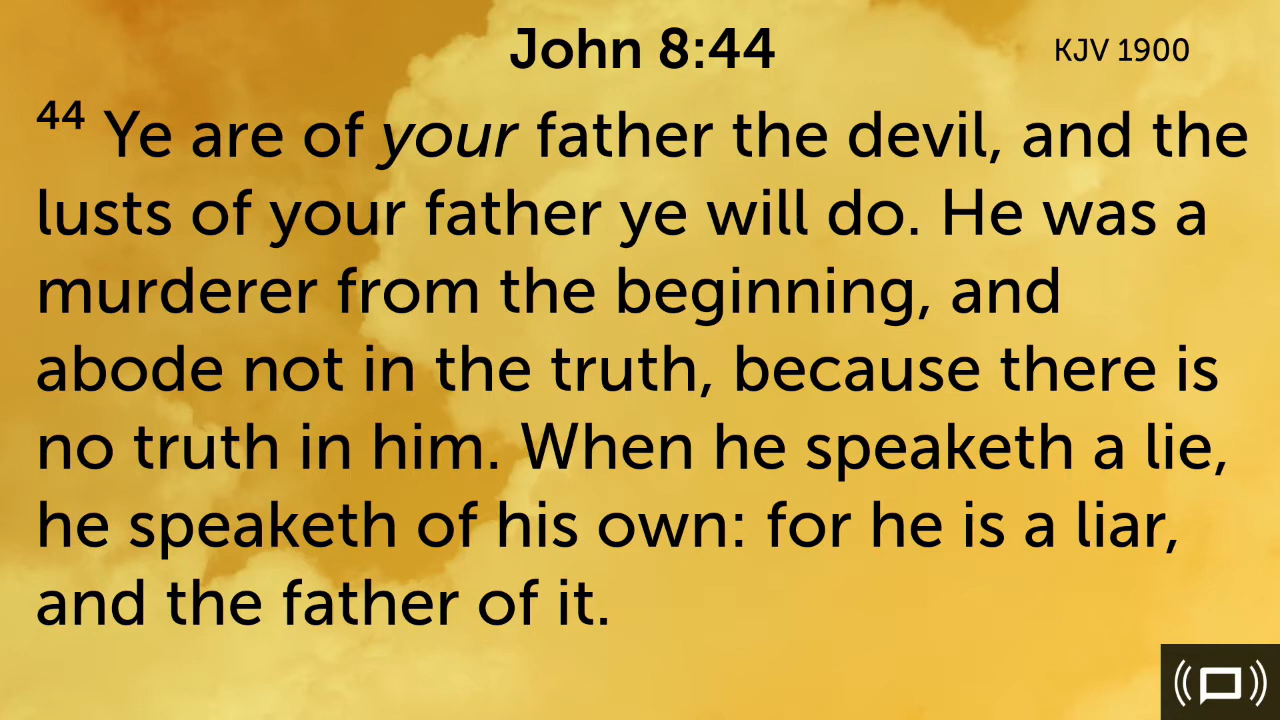 John 8:44
KJV 1900
44 Ye are of your father the devil, and the
lusts of your father ye will do. He was a
murderer from the beginning, and
abode not in the truth, because there is
no truth in him. When he speaketh a lie,
he speaketh of his own: for he is a liar,
and the father of it.